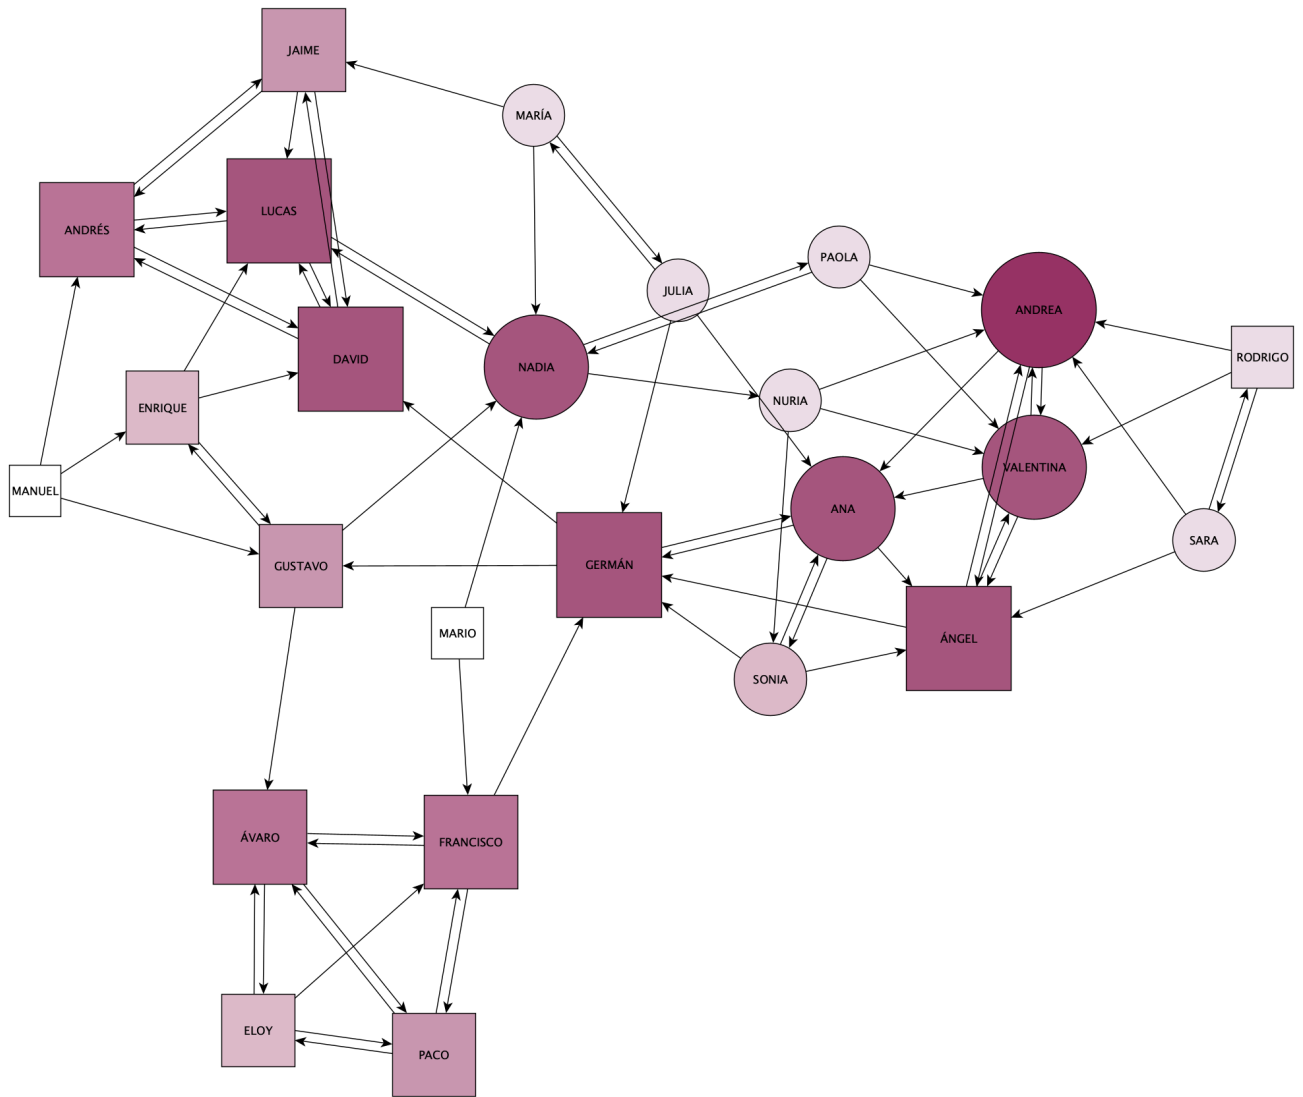 JAIME
MARÍA
LUCAS
ANDRÉS
PAOLA
JULIA
ANDREA
DAVID
NADIA
RODRIGO
NURIA
ENRIQUE
VALENTINA
MANUEL
ANA
SARA
GUSTAVO
GERMÁN
MARIO
ÁNGEL
SONIA
ÁVARO
FRANCISCO
ELOY
PACO